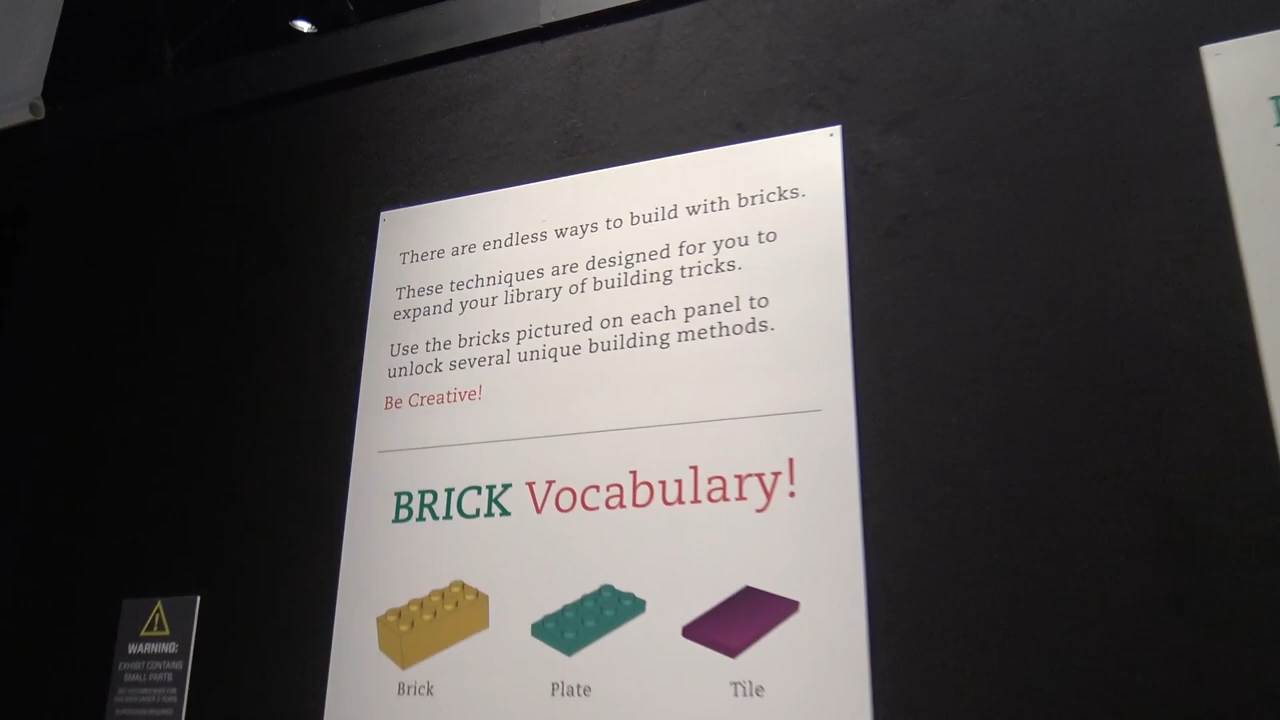 There are endless ways to build with bricks.
These techniques are designed for you to
expand your library of building tricks.
Use the bricks pictured on each panel to
unlock several unique building methods.
Be Creative!
BRICK Vocabulary!
Brick
Plate
Tile
WARNING:
EXHIBIT CONTAINS
SMALL PARTS